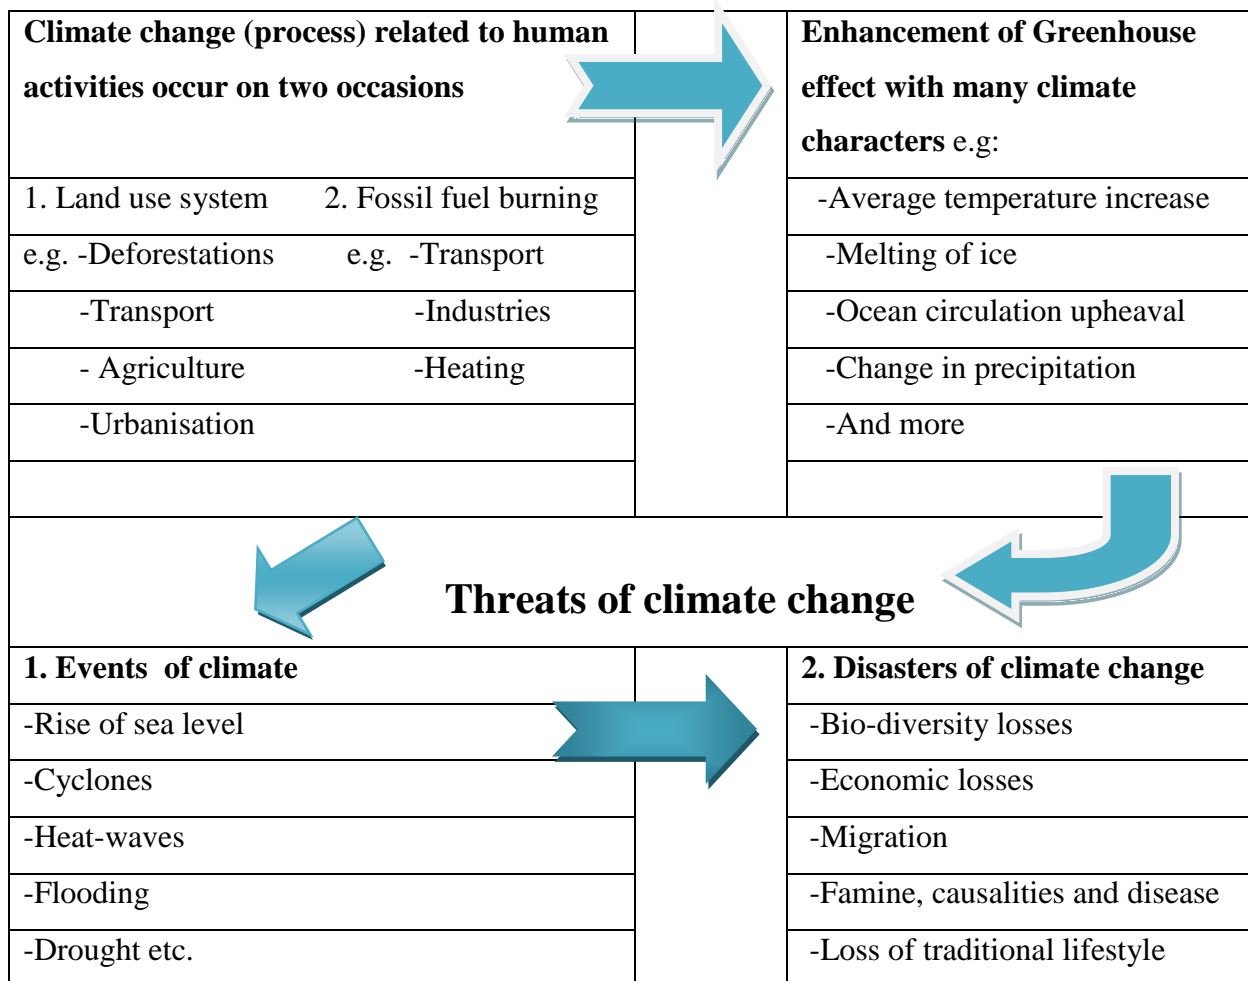 Climate change (process) related to human
activities occur on two occasions
1. Land use system 2. Fossil fuel burning
e.g. -Deforestations e.g. -Transport
-Transport -Industries
- Agriculture -Heating
-Urbanisation
Enhancement of Greenhouse
effect with many climate
characters e.g:
-Average temperature increase
-Melting of ice
-Ocean circulation upheaval
-Change in precipitation
-And more
Threats of climate change
1. Events of climate
-Rise of sea level
-Cyclones
-Heat-waves
-Flooding
-Drought etc.
2. Disasters of climate change
-Bio-diversity losses
-Economic losses
-Migration
-Famine, causalities and disease
-Loss of traditional lifestyle